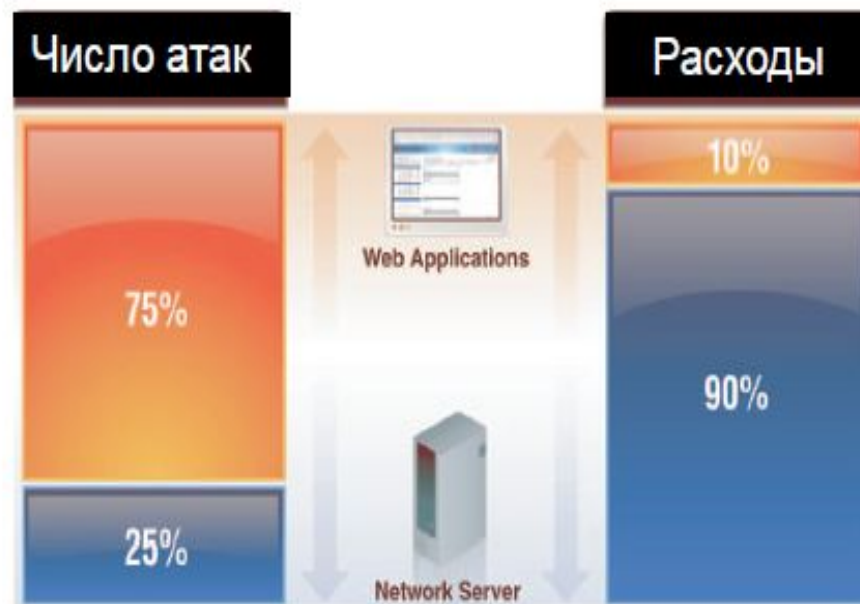 Число атак
Расходы
10%
Web Applications
75%
90%
25%
Network Server